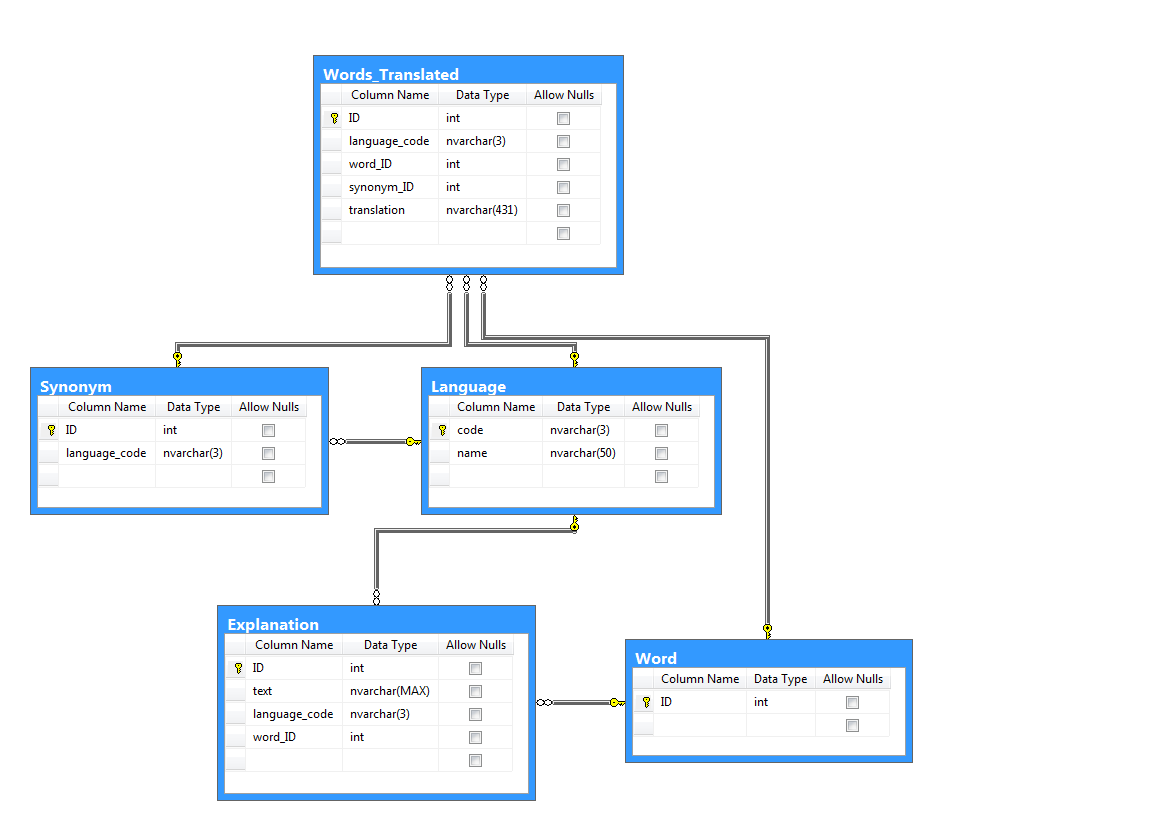 Words_Translated
Column Name Data Type Allow Nulls
ID int
language_code nvarchar(3)
word_ID int
synonym_ID int
translation nvarchar(431)
Synonym
Column Name Data Type Allow Nulls
ID int
language_code nvarchar(3)
Language
Column Name Data Type Allow Nulls
code nvarchar(3)
name nvarchar(50)
Explanation
Column Name Data Type Allow Nulls
ID int
text nvarchar(MAX)
language_code nvarchar(3)
word_ID int
Word
Column Name Data Type Allow Nulls
ID int